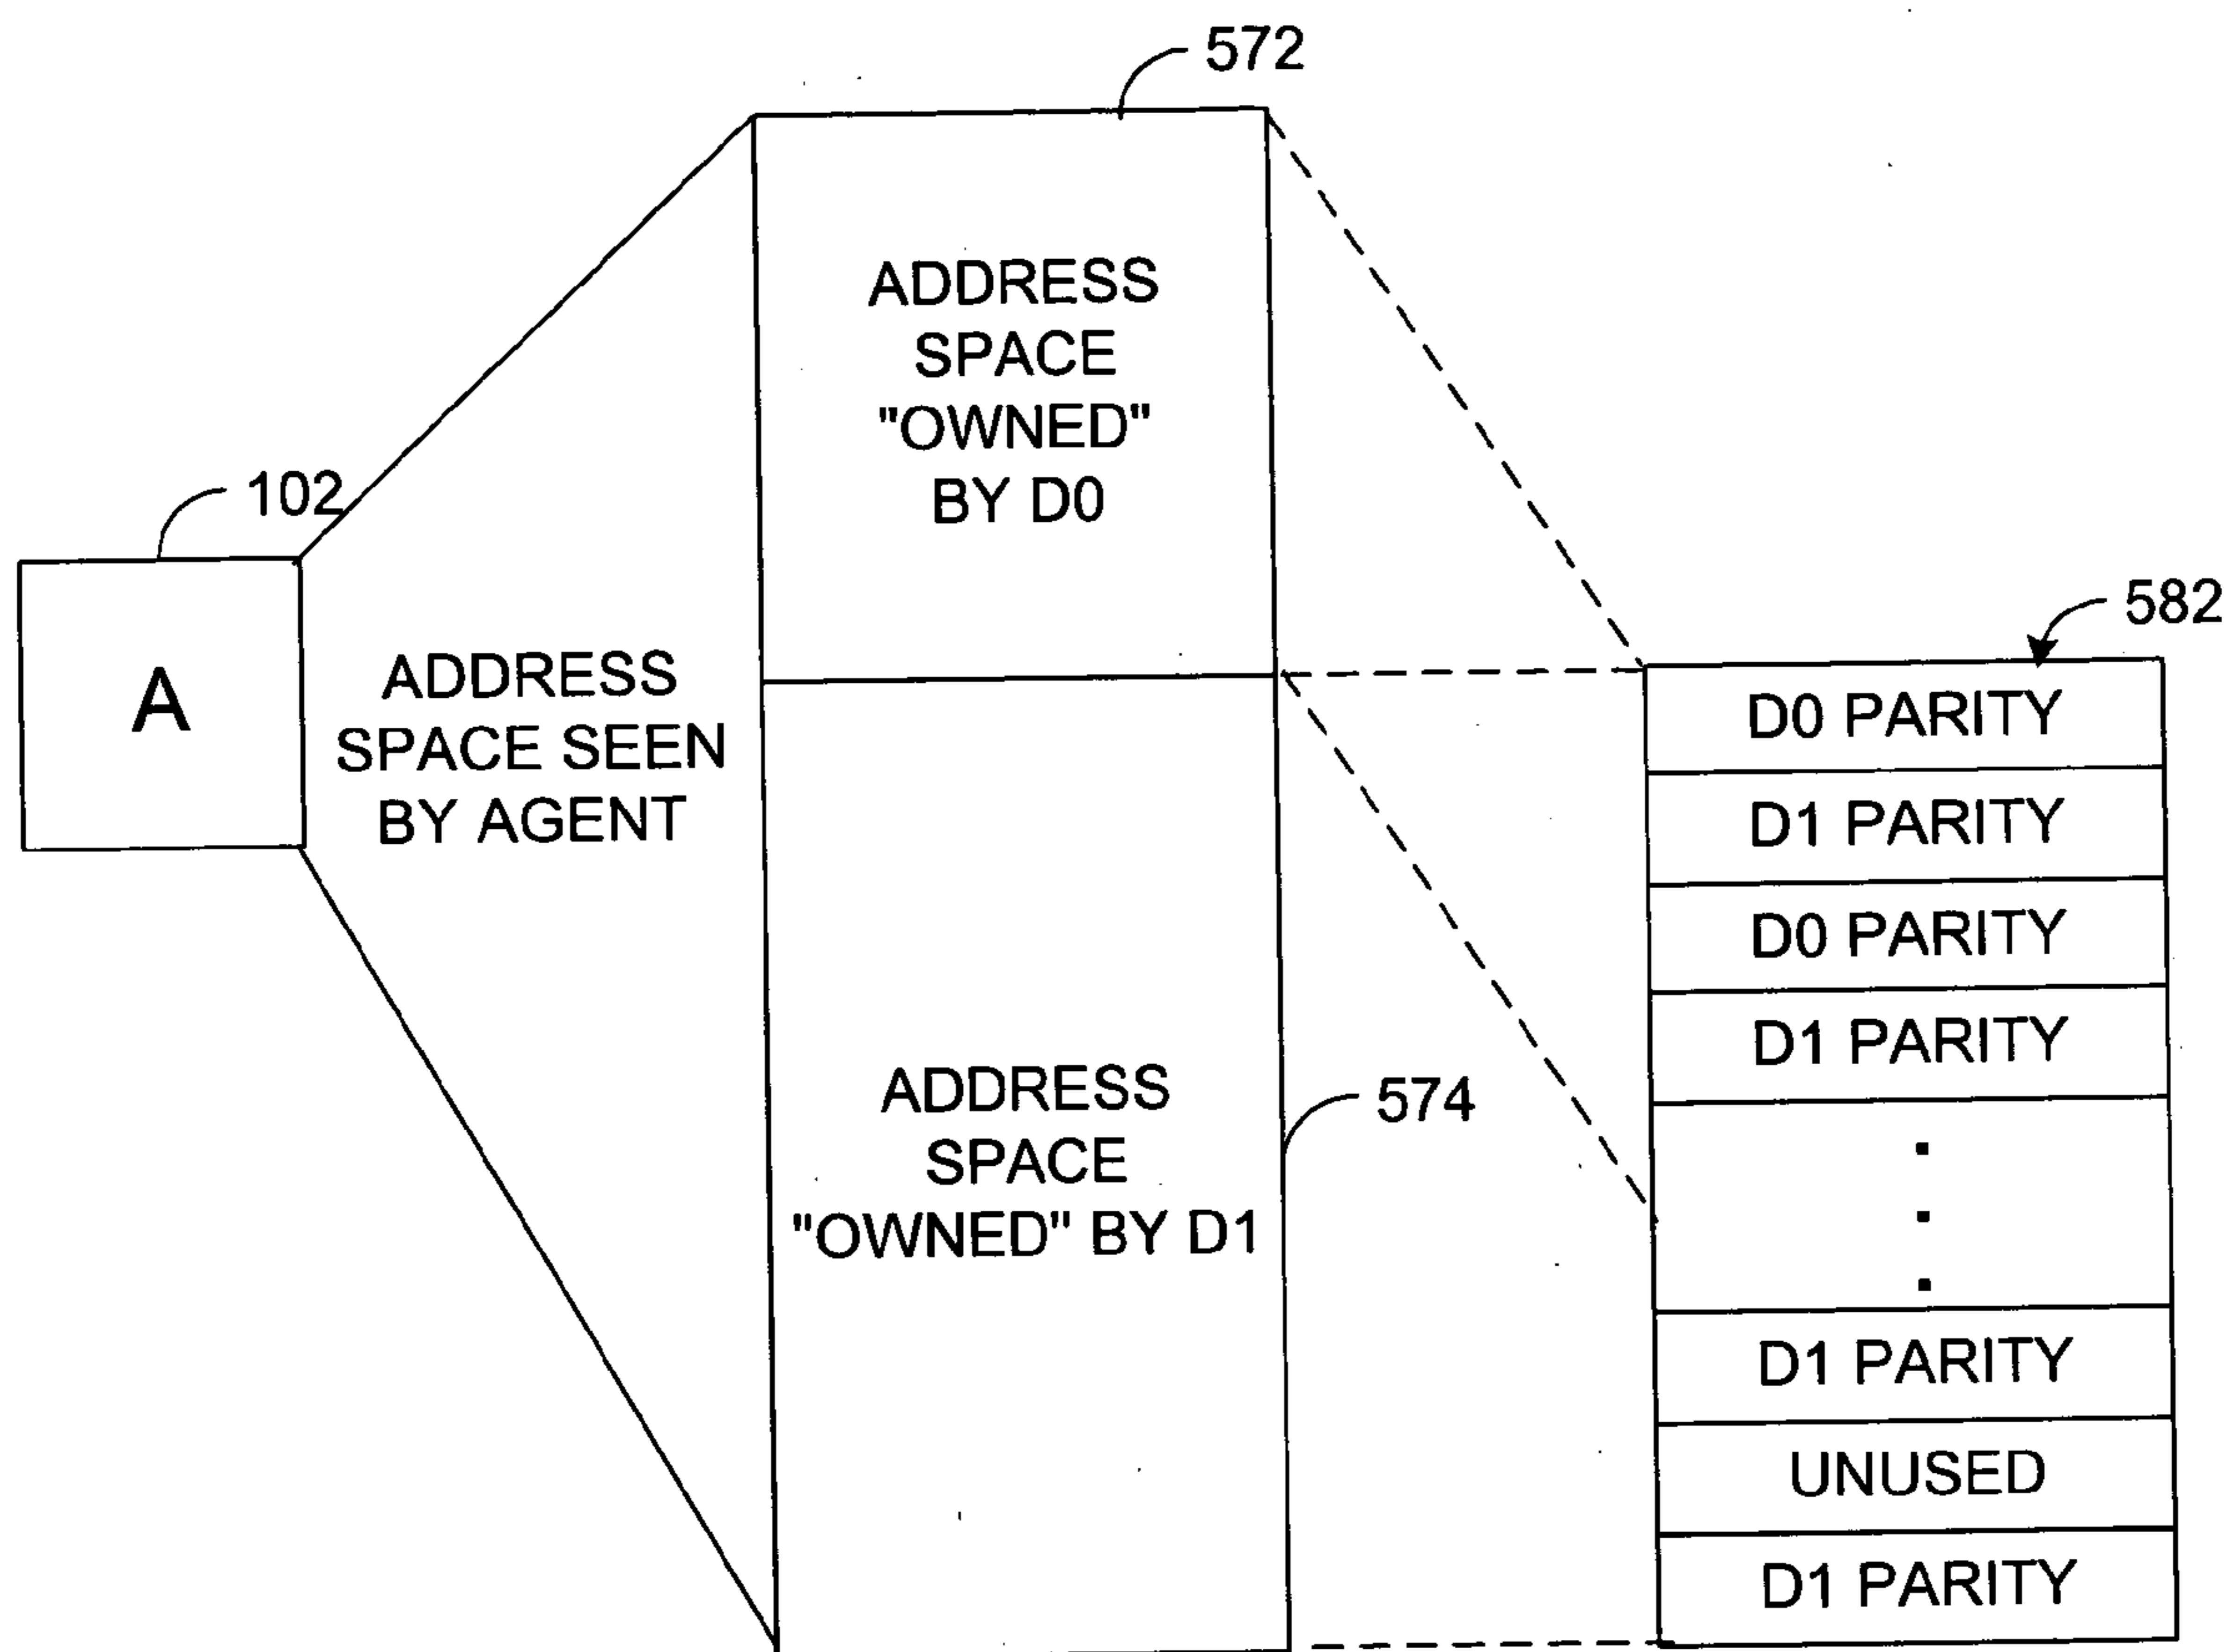 572
ADDRESS
SPACE
"OWNED"
BY D0
102
A
ADDRESS
SPACE SEEN
BY AGENT
582
D0 PARITY
D1 PARITY
D0 PARITY
D1 PARITY
ADDRESS
SPACE
"OWNED" BY D1
574
D1 PARITY
UNUSED
D1 PARITY